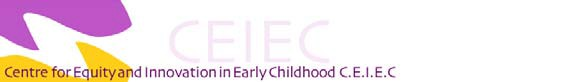 CEIEC
Centre for Equity and Innovation in Early Childhood C.E.I.E.C